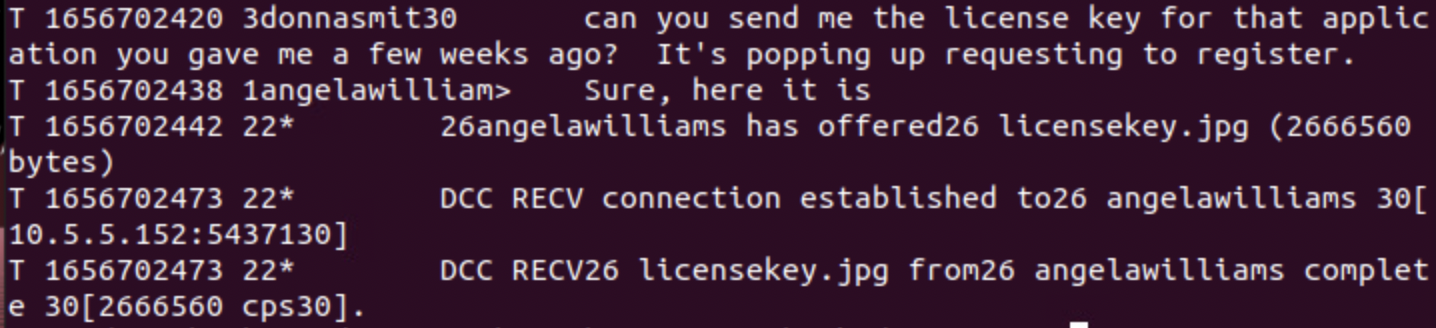 T 1656702420 3donnasmit30       can you send me the license key for that applic
ation you gave me a few weeks ago?  It's popping up requesting to register.
T 1656702438 1angelawilliam>    Sure, here it is
T 1656702442 22*        26angelawilliams has offered26 licensekey.jpg (2666560
bytes)
T 1656702473 22*        DCC RECV connection established to26 angelawilliams 30[
10.5.5.152:5437130]
T 1656702473 22*        DCC RECV26 licensekey.jpg from26 angelawilliams complet
e 30[2666560 cps30].